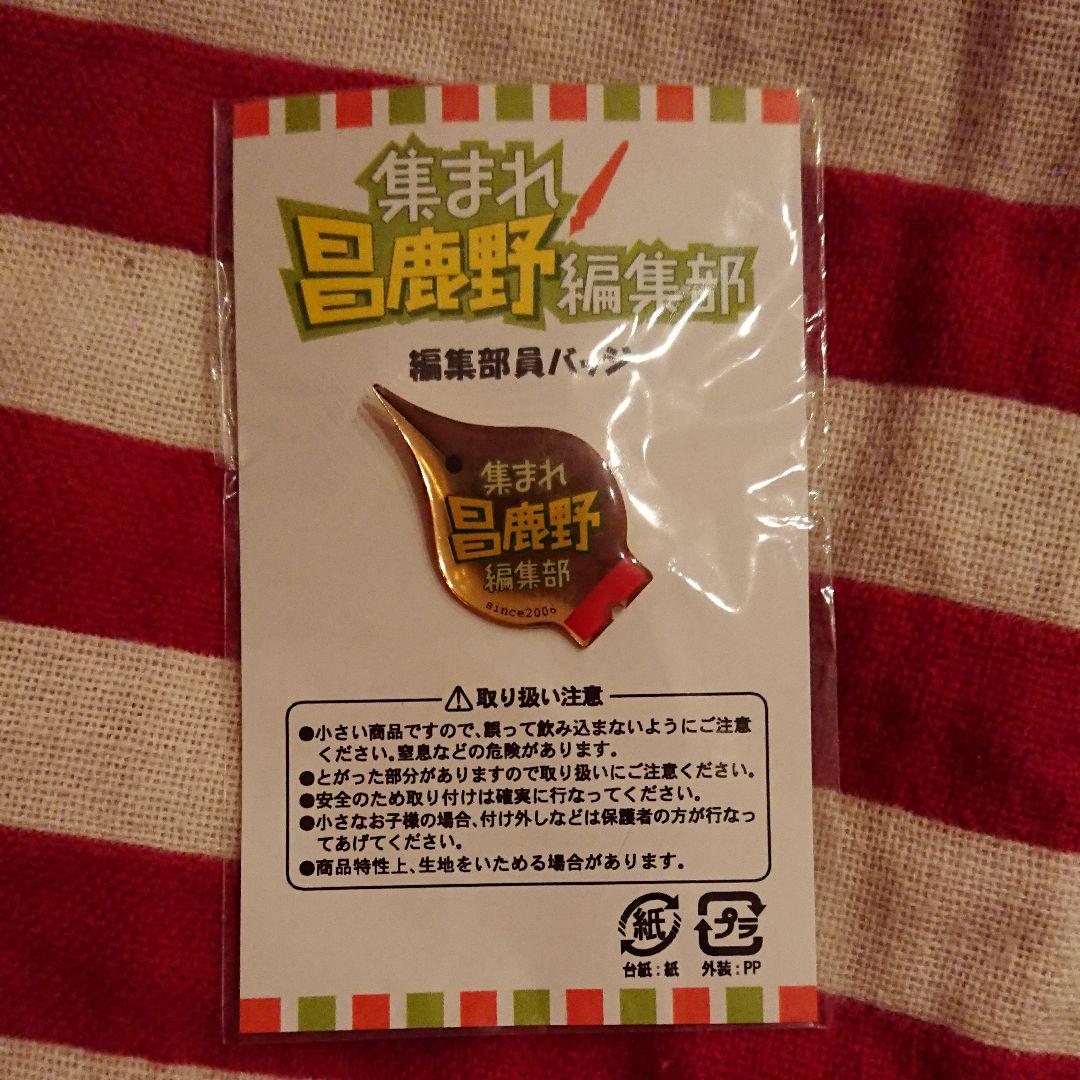 集まれ
昌鹿野
編集部
編集部員バッジ
集まれ
昌鹿野
編集部
since2006
⚠取り扱い注意
●小さい商品ですので、誤って飲み込まないようにご注意
ください。窒息などの危険があります。
●とがった部分がありますので取り扱いにご注意ください。
●安全のため取り付けは確実に行なってください。
●小さなお子様の場合、付け外しなどは保護者の方が行なっ
てあげてください。
●商品特性上、生地をいためる場合があります。
紙
プラ
台紙:紙
外装:PP